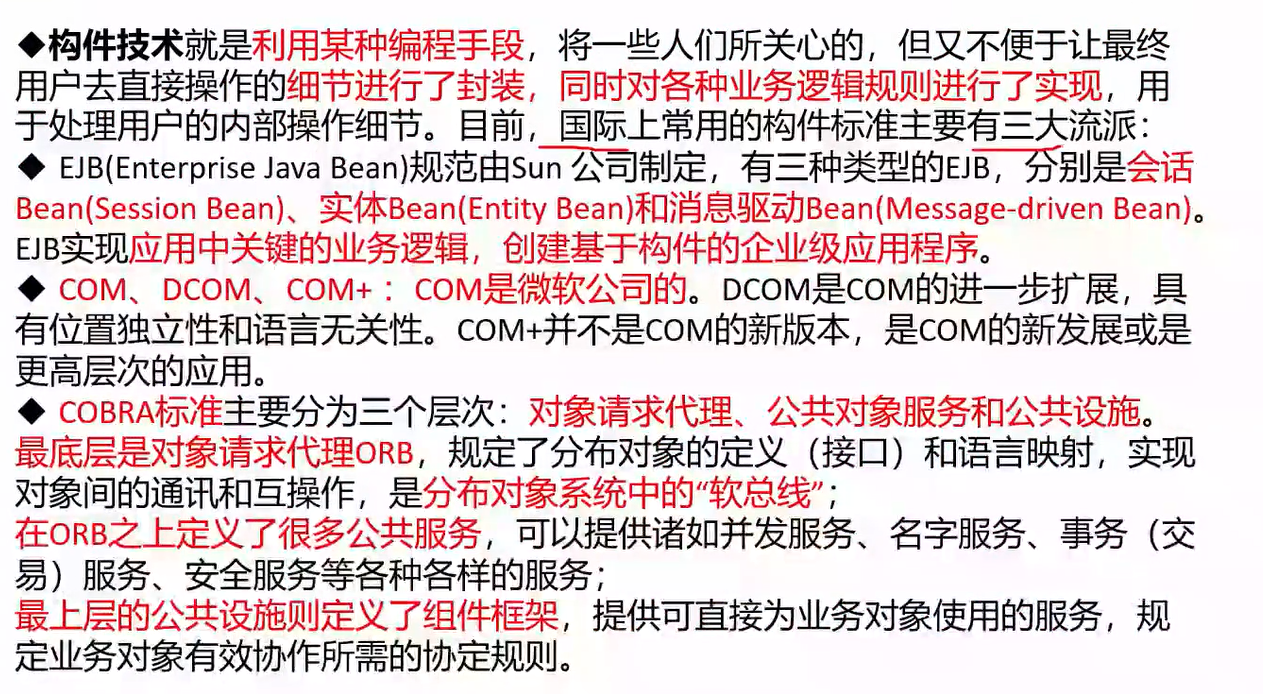 ◆构件技术就是利用某种编程手段，将一些人们所关心的，但又不便于让最终
用户去直接操作的细节进行了封装，同时对各种业务逻辑规则进行了实现，用
于处理用户的内部操作细节。目前，国际上常用的构件标准主要有三大流派：
◆ EJB(Enterprise Java Bean)规范由Sun 公司制定，有三种类型的EJB，分别是会话
Bean(Session Bean)、实体Bean(Entity Bean)和消息驱动Bean(Message-driven Bean)。
EJB实现应用中关键的业务逻辑，创建基于构件的企业级应用程序。
◆ COM、DCOM、COM+：COM是微软公司的。DCOM是COM的进一步扩展，具
有位置独立性和语言无关性。COM+并不是COM的新版本，是COM的新发展或是
更高层次的应用。
◆ COBRA标准主要分为三个层次：对象请求代理、公共对象服务和公共设施。
最底层是对象请求代理ORB，规定了分布对象的定义（接口）和语言映射，实现
对象间的通讯和互操作，是分布对象系统中的“软总线”；
在ORB之上定义了很多公共服务，可以提供诸如并发服务、名字服务、事务（交
易）服务、安全服务等各种各样的服务；
最上层的公共设施则定义了组件框架，提供可直接为业务对象使用的服务，规
定业务对象有效协作所需的协定规则。